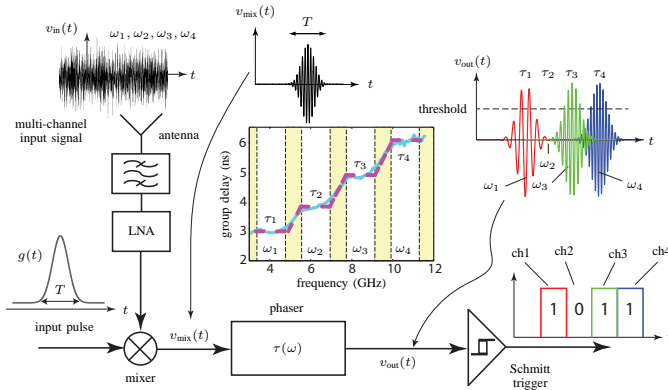 v_in(t)
ω₁, ω₂, ω₃, ω₄
t
multi-channel
input signal
antenna
LNA
g(t)
T
t
input pulse
mixer
v_mix(t)
v_mix(t)
T
t
group delay (ns)
6
5
4
3
2
τ₁
τ₂
τ₃
τ₄
ω₁
ω₂
ω₃
ω₄
4
6
8
10
12
frequency (GHz)
phaser
τ(ω)
v_out(t)
Schmitt
trigger
v_out(t)
τ₁
τ₂
τ₃
τ₄
threshold
t
ω₁
ω₂
ω₃
ω₄
ch1
ch2
ch3
ch4
1
0
1
1